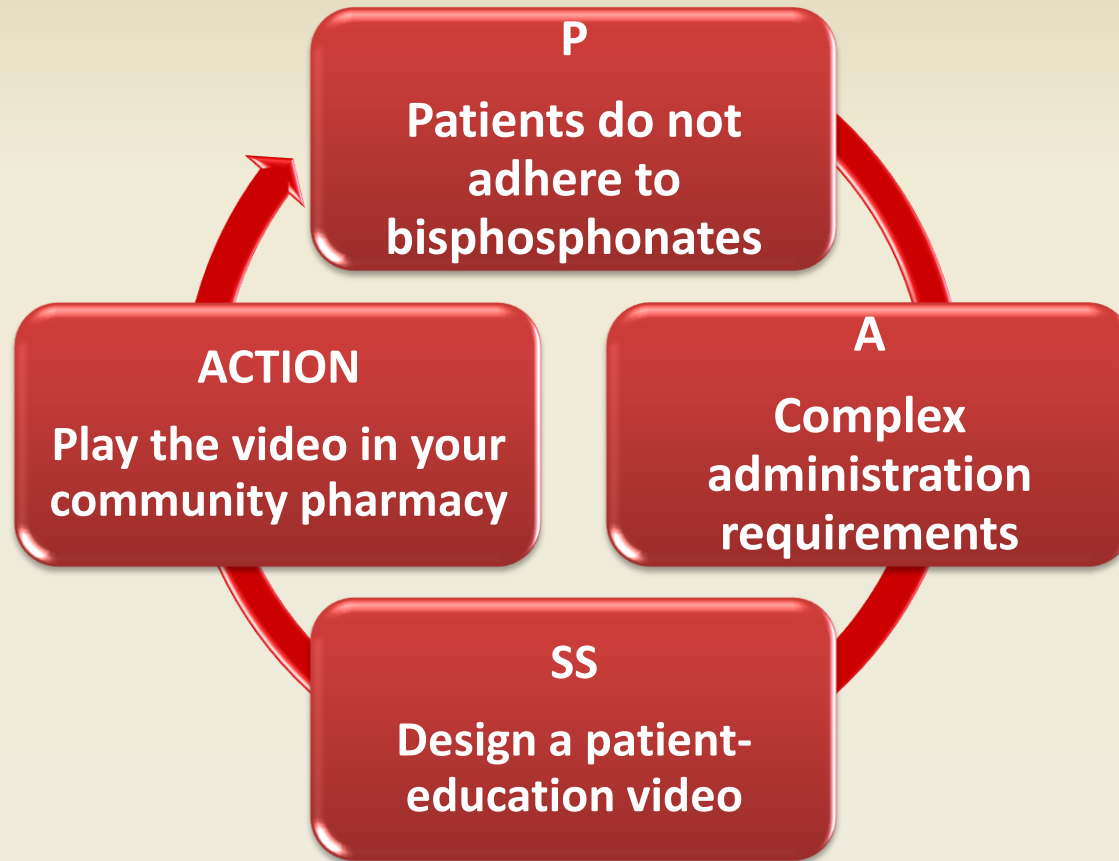 P
Patients do not
adhere to
bisphosphonates
A
Complex
administration
requirements
SS
Design a patient-
education video
ACTION
Play the video in your
community pharmacy